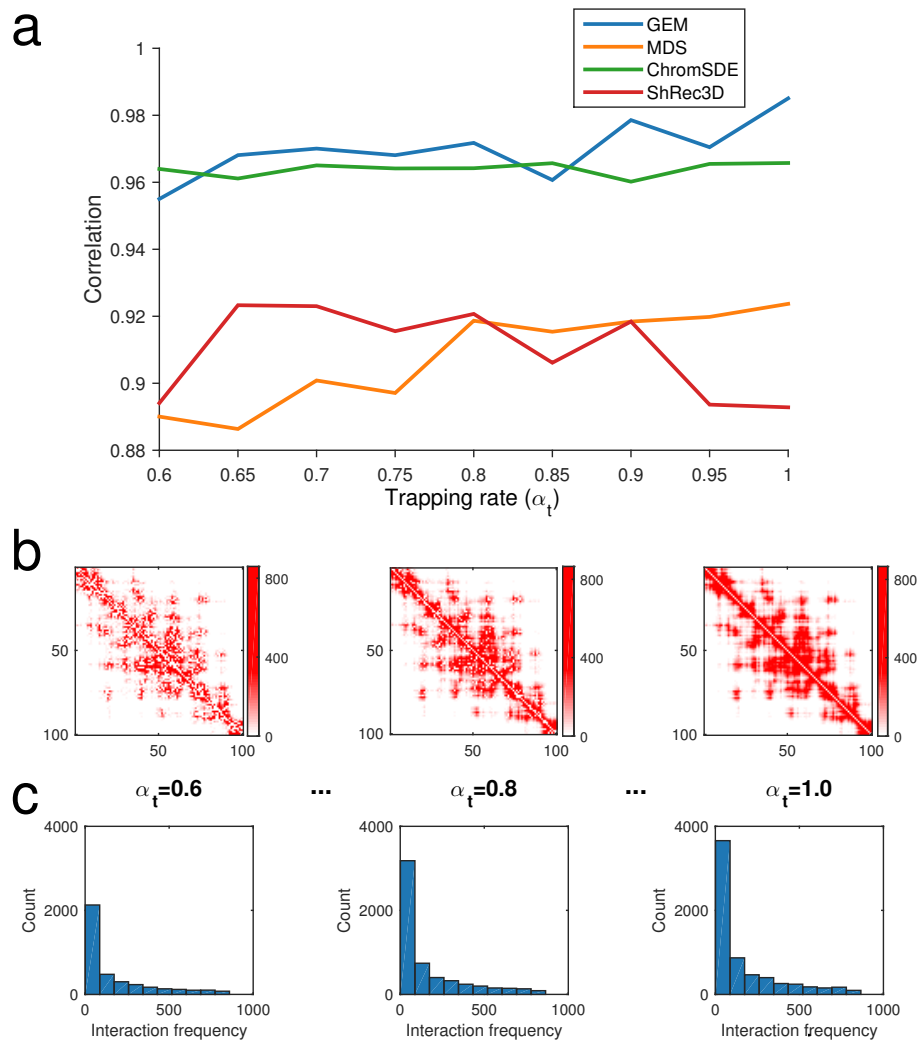 a
GEM
MDS
ChromSDE
ShRec3D
1
0.98
0.96
0.94
0.92
0.9
0.88
Correlation
0.6 0.65 0.7 0.75 0.8 0.85 0.9 0.95 1
Trapping rate (αt)
b
50
100
50 100
800
400
0
50
100
50 100
800
400
0
50
100
50 100
800
400
0
αt=0.6 ... αt=0.8 ... αt=1.0
c
4000
2000
0
Count
0 500 1000
Interaction frequency
4000
2000
0
Count
0 500 1000
Interaction frequency
4000
2000
0
Count
0 500 1000
Interaction frequency